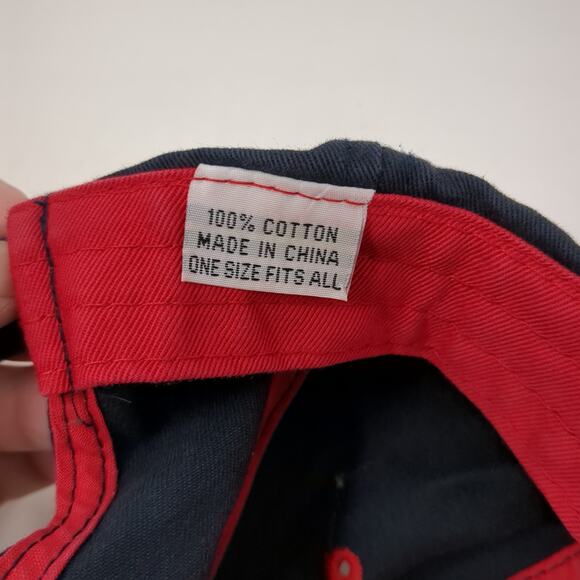 100% COTTON
MADE IN CHINA
ONE SIZE FITS ALL